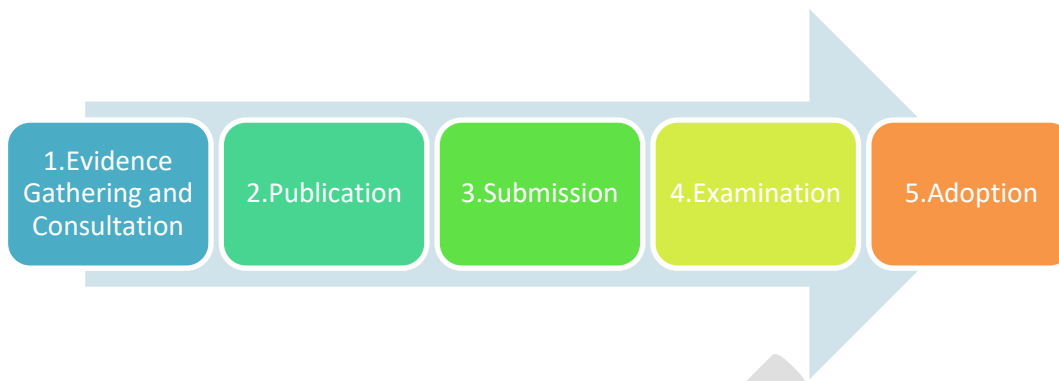 1.Evidence
Gathering and
Consultation
2.Publication
3.Submission
4.Examination
5.Adoption